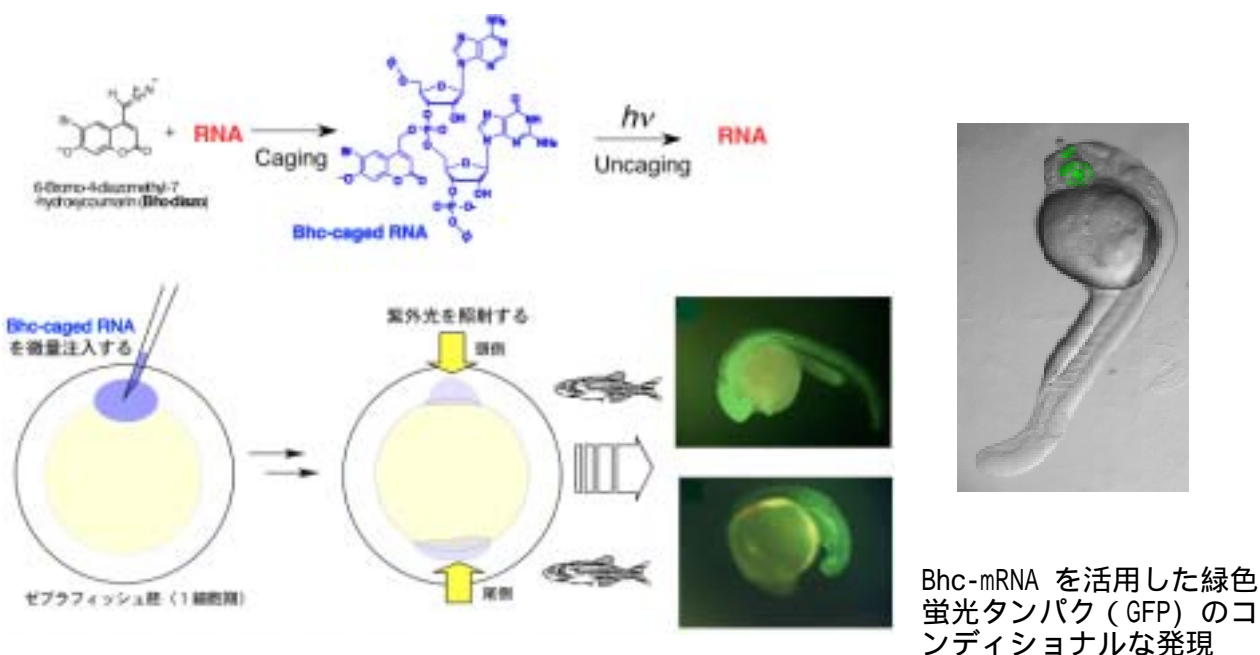 + RNA
Caging
hν
Uncaging
RNA
6-Bromo-4-diazomethyl-7
-hydroxycoumarin (Bhc-diazo)
Bhc-caged RNA
Bhc-caged RNA
を微量注入する
紫外光を照射する
頭側
尾側
ゼブラフィッシュ胚（1細胞期）
Bhc-mRNA を活用した緑色
蛍光タンパク ( GFP) のコ
ンディショナルな発現